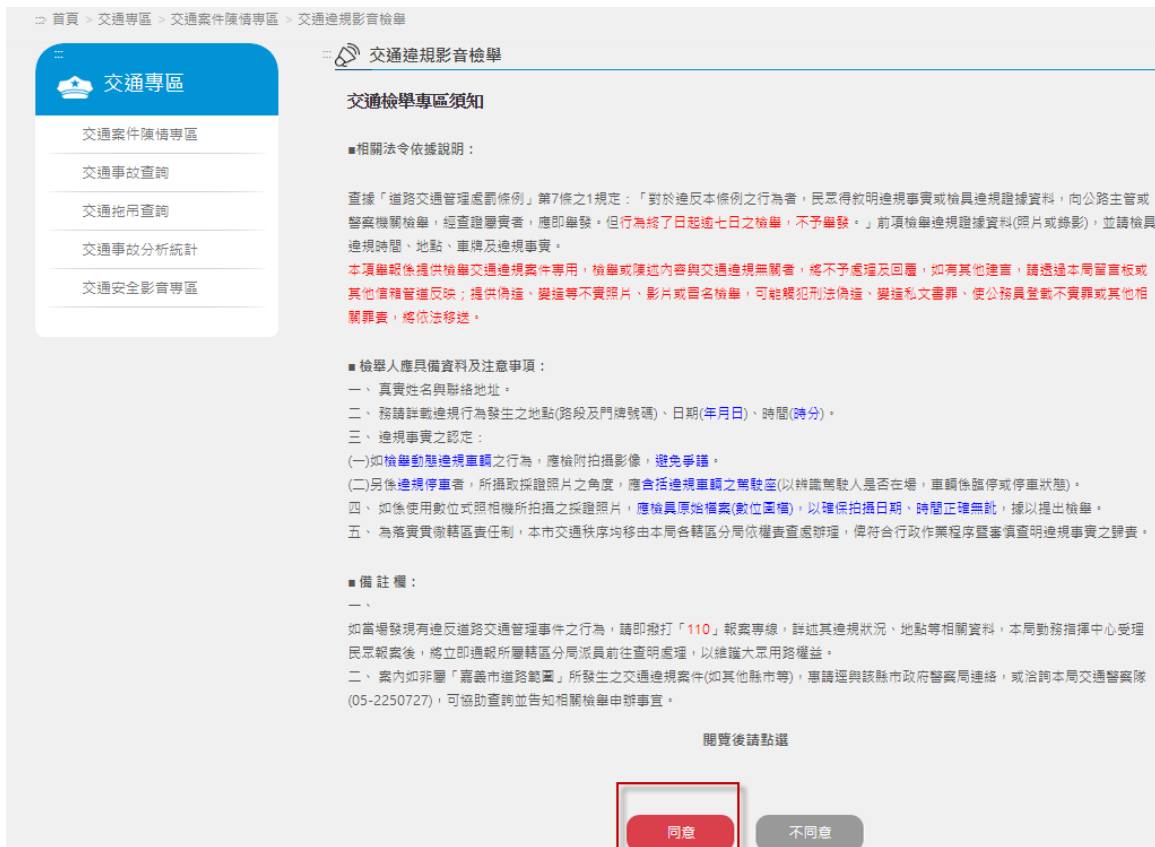 ::: 首頁 > 交通專區 > 交通案件陳情專區 > 交通違規影音檢舉
:::
交通專區
交通案件陳情專區
交通事故查詢
交通拖吊查詢
交通事故分析統計
交通安全影音專區
:::
交通違規影音檢舉
交通檢舉專區須知
■相關法令依據說明：
查據「道路交通管理處罰條例」第7條之1規定：「對於違反本條例之行為者，民眾得敘明違規事實或檢具違規證據資料，向公路主管或
警察機關檢舉，經查證屬實者，應即舉發。但行為終了日起逾七日之檢舉，不予舉發。」前項檢舉違規證據資料(照片或錄影)，並請檢具
違規時間、地點、車牌及違規事實。
本項舉報係提供檢舉交通違規案件專用，檢舉或陳述內容與交通違規無關者，將不予處理及回覆，如有其他建言，請透過本局留言板或
其他信箱管道反映；提供偽造、變造等不實照片、影片或冒名檢舉，可能觸犯刑法偽造、變造私文書罪、使公務員登載不實罪或其他相
關罪責，將依法移送。
■ 檢舉人應具備資料及注意事項：
一、 真實姓名與聯絡地址。
二、 務請詳載違規行為發生之地點(路段及門牌號碼)、日期(年月日)、時間(時分)。
三、 違規事實之認定：
(一)如檢舉動態違規車輛之行為，應檢附拍攝影像，避免爭議。
(二)另係違規停車者，所攝取採證照片之角度，應含括違規車輛之駕駛座(以辨識駕駛人是否在場，車輛係臨停或停車狀態)。
四、 如係使用數位式照相機所拍攝之採證照片，應檢具原始檔案(數位圖檔)，以確保拍攝日期、時間正確無訛，據以提出檢舉。
五、 為落實貫徹轄區責任制，本市交通秩序均移由本局各轄區分局依權責查處辦理，俾符合行政作業程序暨審慎查明違規事實之歸責。
■ 備 註 欄：
一、
如當場發現有違反道路交通管理事件之行為，請即撥打「110」報案專線，詳述其違規狀況、地點等相關資料，本局勤務指揮中心受理
民眾報案後，將立即通報所屬轄區分局派員前往查明處理，以維護大眾用路權益。
二、 案內如非屬「嘉義市道路範圍」所發生之交通違規案件(如其他縣市等)，惠請逕與該縣市政府警察局連絡，或洽詢本局交通警察隊
(05-2250727)，可協助查詢並告知相關檢舉申辦事宜。
閱覽後請點選
同意
不同意